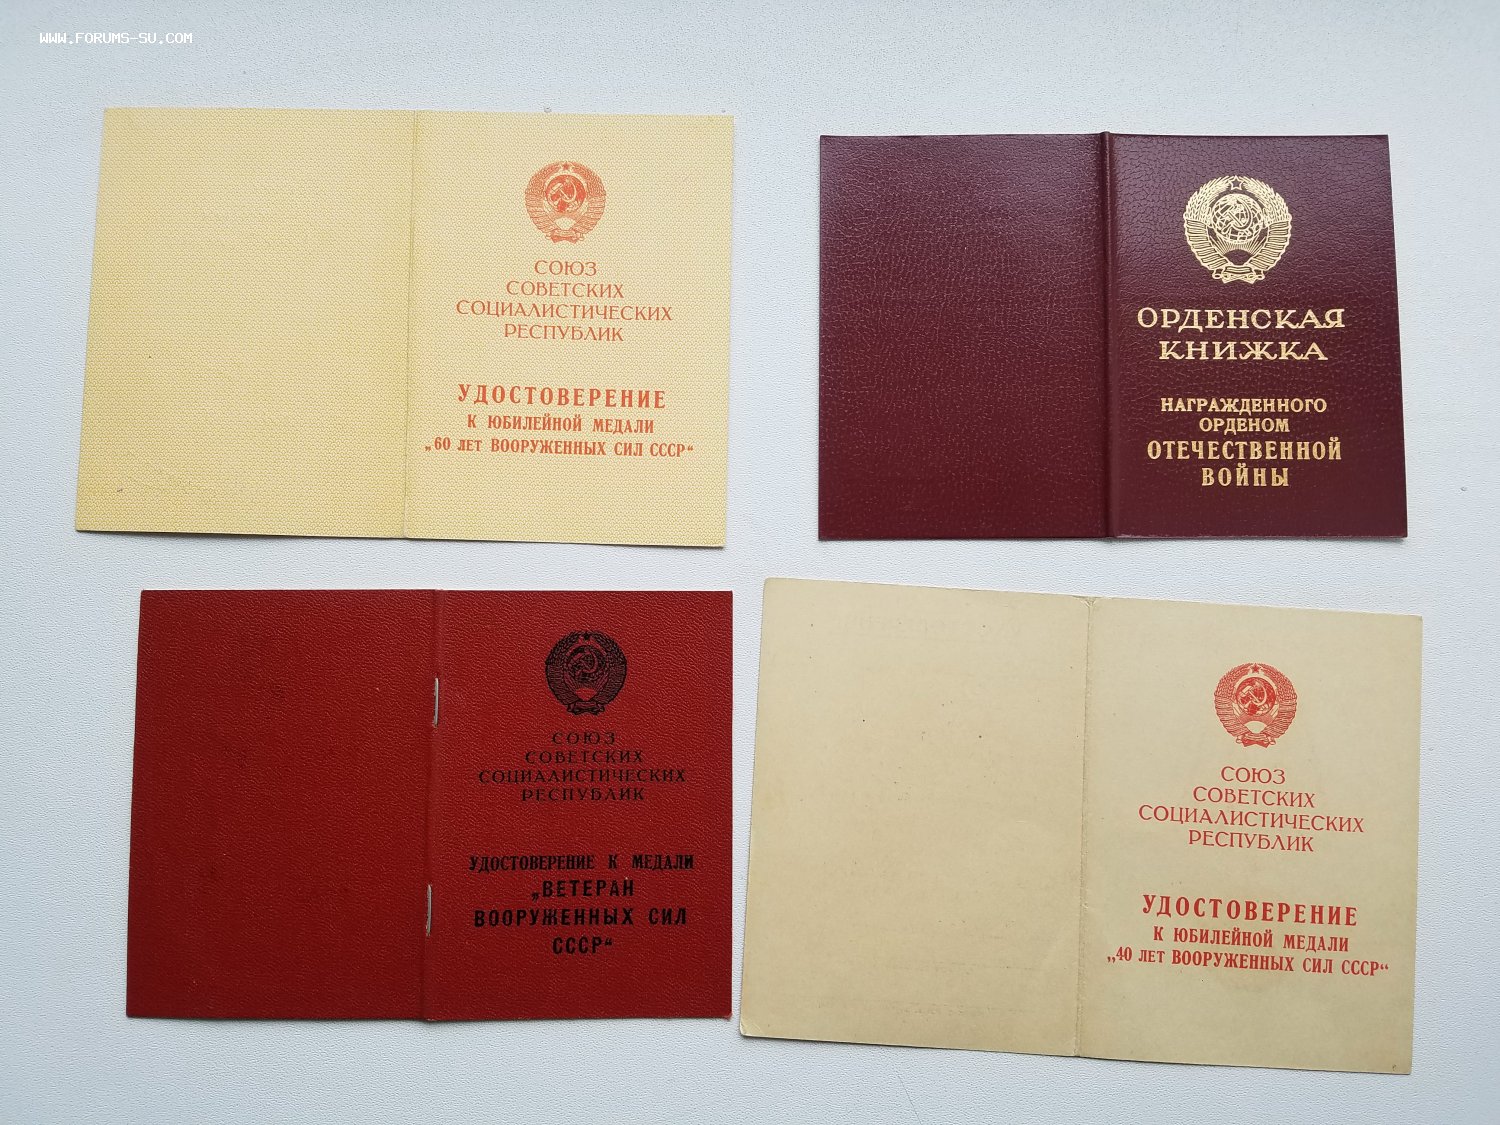 WWW.FORUMS-SU.COM
СОЮЗ
СОВЕТСКИХ
СОЦИАЛИСТИЧЕСКИХ
РЕСПУБЛИК
УДОСТОВЕРЕНИЕ
К ЮБИЛЕЙНОЙ МЕДАЛИ
„60 ЛЕТ ВООРУЖЕННЫХ СИЛ СССР“
ОРДЕНСКАЯ
КНИЖКА
НАГРАЖДЕННОГО
ОРДЕНОМ
ОТЕЧЕСТВЕННОЙ
ВОЙНЫ
СОЮЗ
СОВЕТСКИХ
СОЦИАЛИСТИЧЕСКИХ
РЕСПУБЛИК
УДОСТОВЕРЕНИЕ К МЕДАЛИ
„ВЕТЕРАН
ВООРУЖЕННЫХ СИЛ
СССР“
СОЮЗ
СОВЕТСКИХ
СОЦИАЛИСТИЧЕСКИХ
РЕСПУБЛИК
УДОСТОВЕРЕНИЕ
К ЮБИЛЕЙНОЙ МЕДАЛИ
„40 ЛЕТ ВООРУЖЕННЫХ СИЛ СССР“